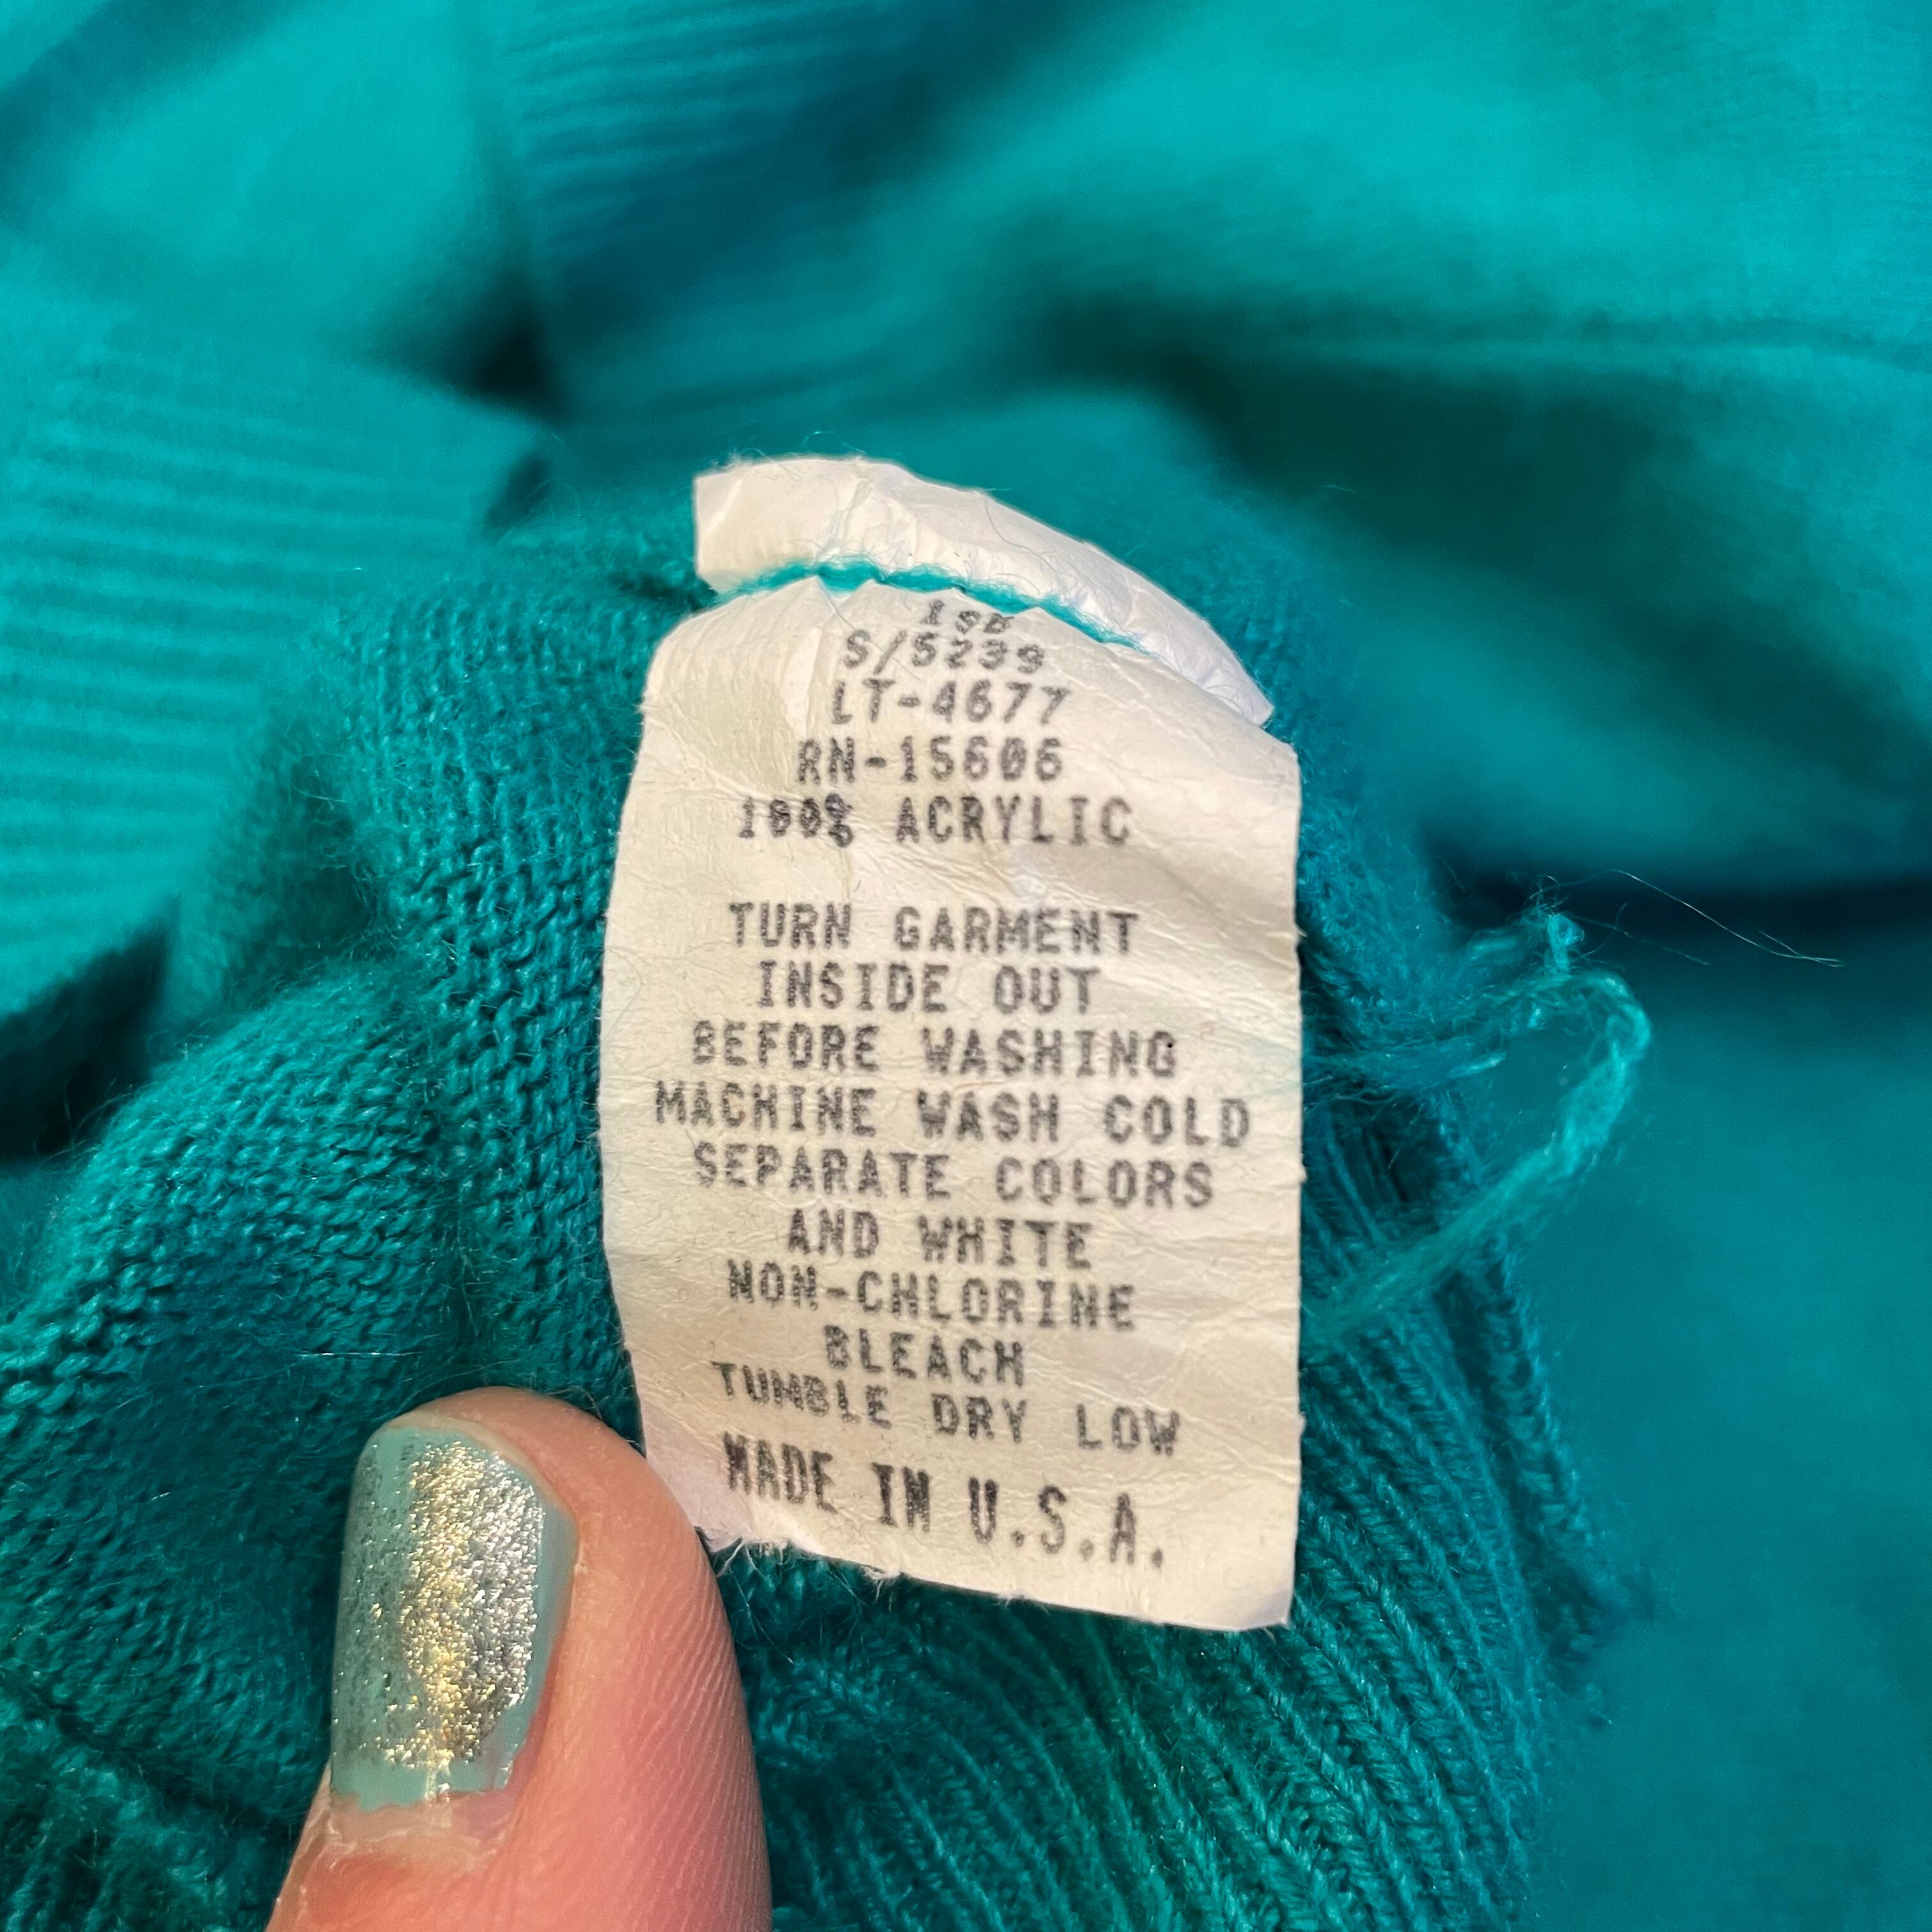 S/5239
LT-4677
RN-15606
100% ACRYLIC
TURN GARMENT
INSIDE OUT
BEFORE WASHING
MACHINE WASH COLD
SEPARATE COLORS
AND WHITE
NON-CHLORINE
BLEACH
TUMBLE DRY LOW
MADE IN U.S.A.